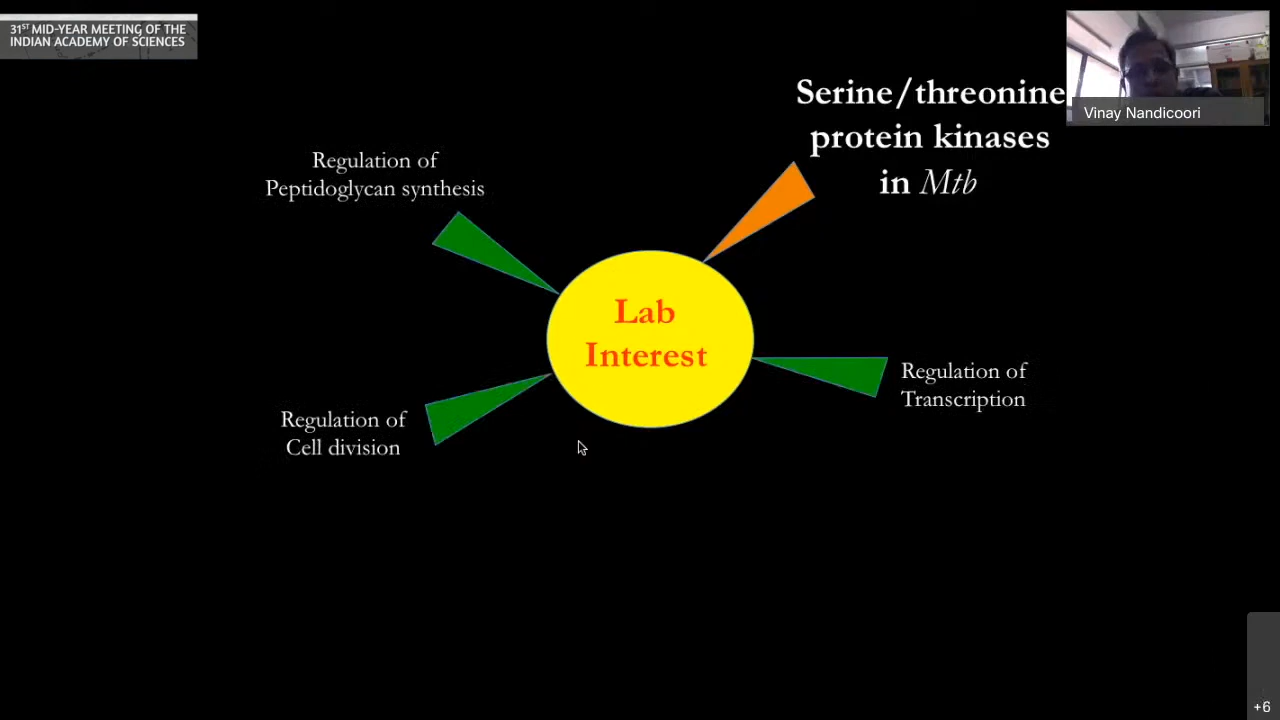 31ST MID-YEAR MEETING OF THE
INDIAN ACADEMY OF SCIENCES
Vinay Nandicoori
Serine/threonine
protein kinases
in Mtb
Regulation of
Peptidoglycan synthesis
Lab
Interest
Regulation of
Transcription
Regulation of
Cell division
+6